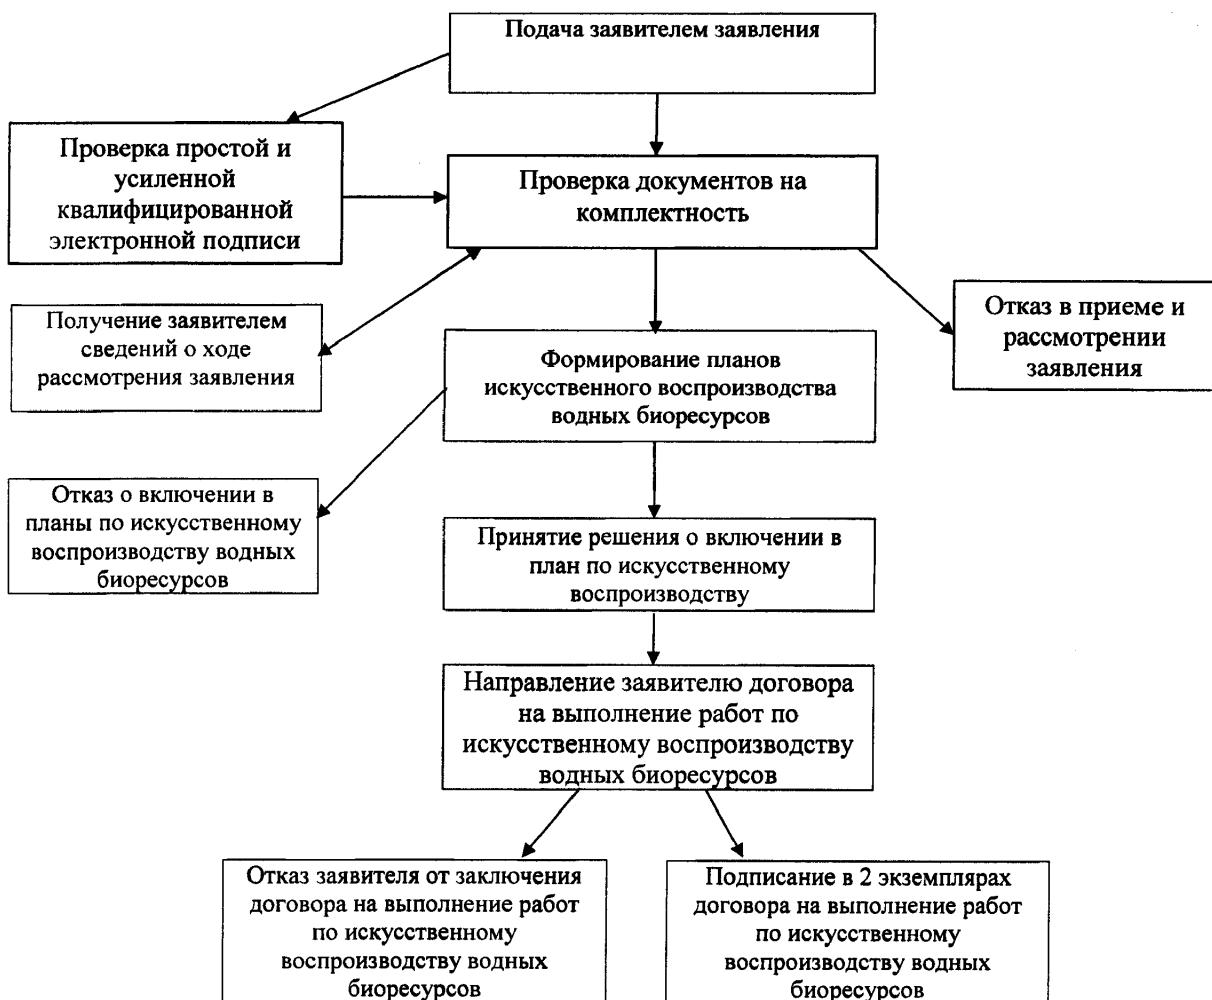 Подача заявителем заявления
Проверка простой и
усиленной
квалифицированной
электронной подписи
Проверка документов на
комплектность
Получение заявителем
сведений о ходе
рассмотрения заявления
Формирование планов
искусственного воспроизводства
водных биоресурсов
Отказ в приеме и
рассмотрении
заявления
Отказ о включении в
планы по искусственному
воспроизводству водных
биоресурсов
Принятие решения о включении в
план по искусственному
воспроизводству
Направление заявителю договора
на выполнение работ по
искусственному воспроизводству
водных биоресурсов
Отказ заявителя от заключения
договора на выполнение работ
по искусственному
воспроизводству водных
биоресурсов
Подписание в 2 экземплярах
договора на выполнение работ
по искусственному
воспроизводству водных
биоресурсов